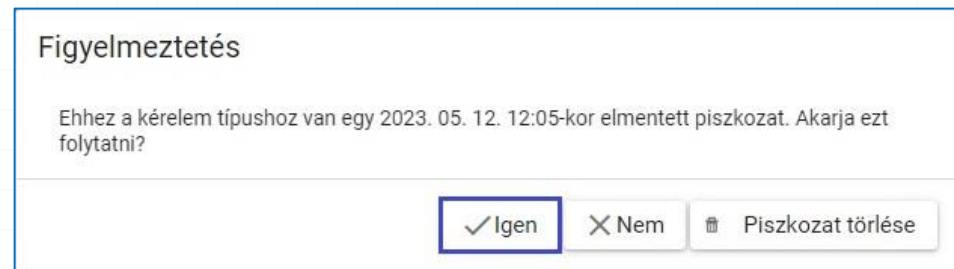 Figyelmeztetés
Ehhez a kérelem típushoz van egy 2023. 05. 12. 12:05-kor elmentett piszkozat. Akarja ezt
folytatni?
Igen Nem Piszkozat törlése